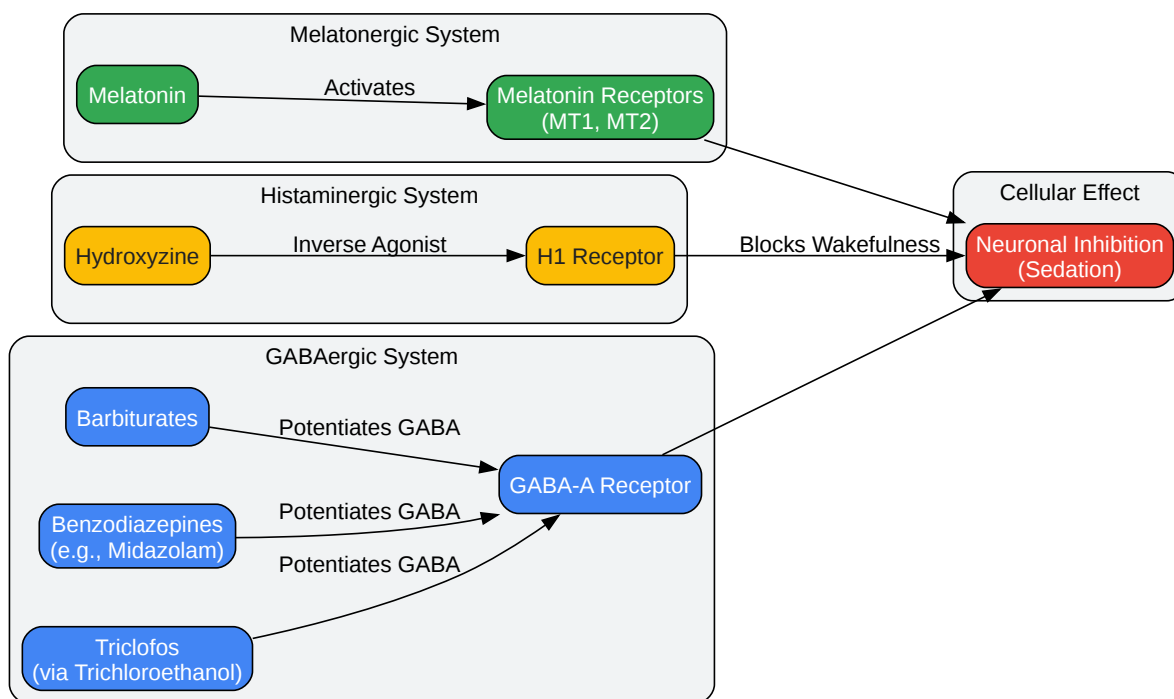 Melatonergic System
Melatonin
Activates
Melatonin Receptors
(MT1, MT2)
Histaminergic System
Hydroxyzine
Inverse Agonist
H1 Receptor
Blocks Wakefulness
Cellular Effect
Neuronal Inhibition
(Sedation)
GABAergic System
Barbiturates
Potentiates GABA
Benzodiazepines
(e.g., Midazolam)
Potentiates GABA
GABA-A Receptor
Triclofos
(via Trichloroethanol)
Potentiates GABA